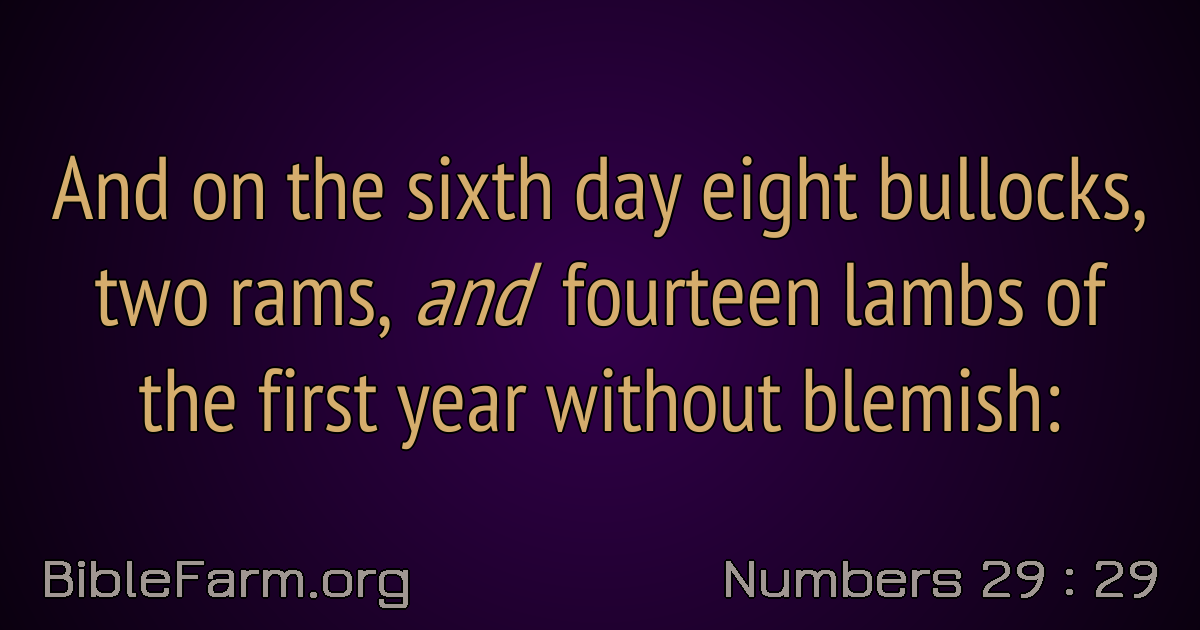 And on the sixth day eight bullocks,
two rams, and fourteen lambs of
the first year without blemish:
BibleFarm.org
Numbers 29 : 29